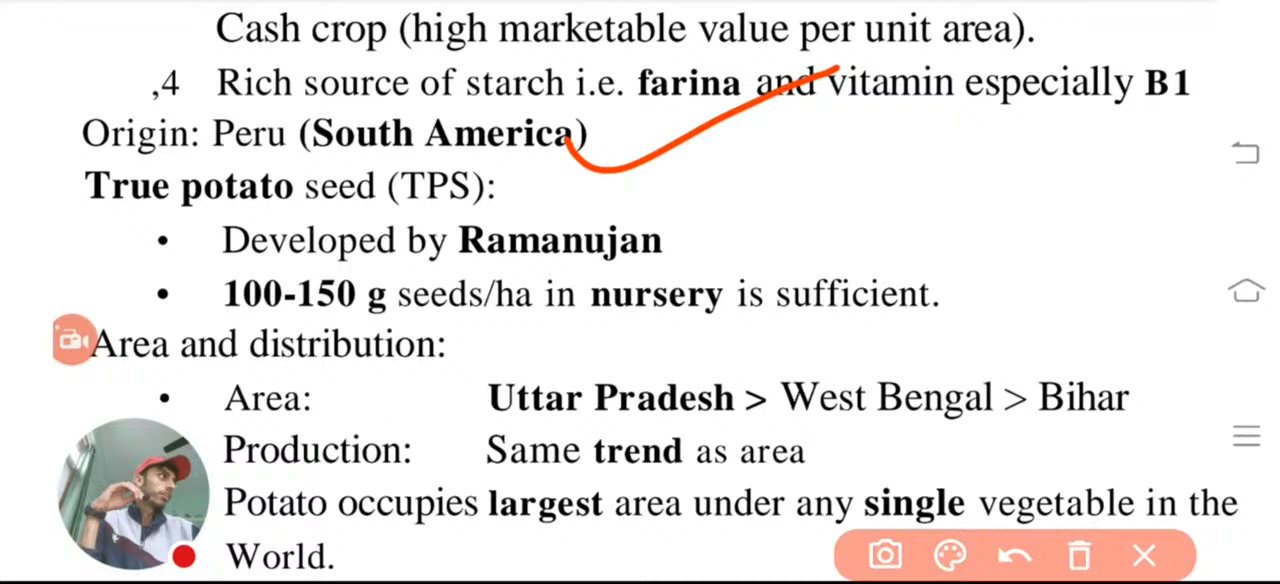 Cash crop (high marketable value per unit area).
,4 Rich source of starch i.e. farina and vitamin especially B1
Origin: Peru (South America)
True potato seed (TPS):
• Developed by Ramanujan
• 100-150 g seeds/ha in nursery is sufficient.
Area and distribution:
• Area: Uttar Pradesh > West Bengal > Bihar
Production: Same trend as area
Potato occupies largest area under any single vegetable in the
World.